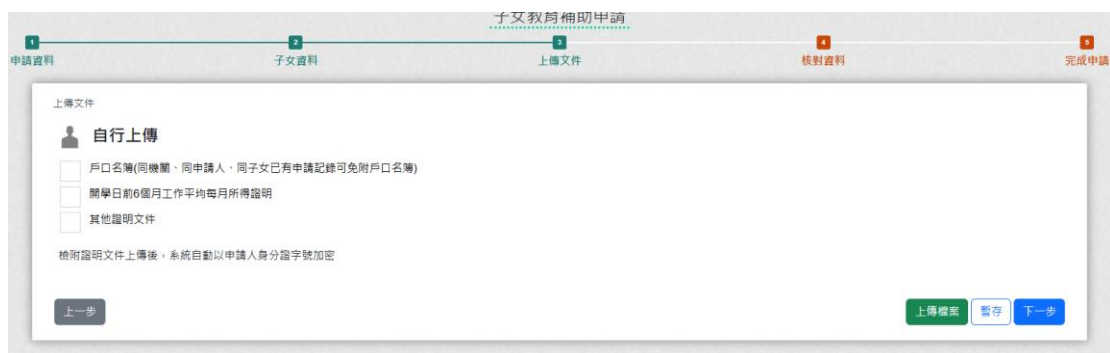 子女教育補助申請
1
2
3
4
5
申請資料
子女資料
上傳文件
核對資料
完成申請
上傳文件
自行上傳
戶口名簿(同機關、同申請人、同子女已有申請記錄可免附戶口名簿)
開學日前6個月工作平均每月所得證明
其他證明文件
檢附證明文件上傳後，系統自動以申請人身分證字號加密
上一步
上傳檔案
暫存
下一步